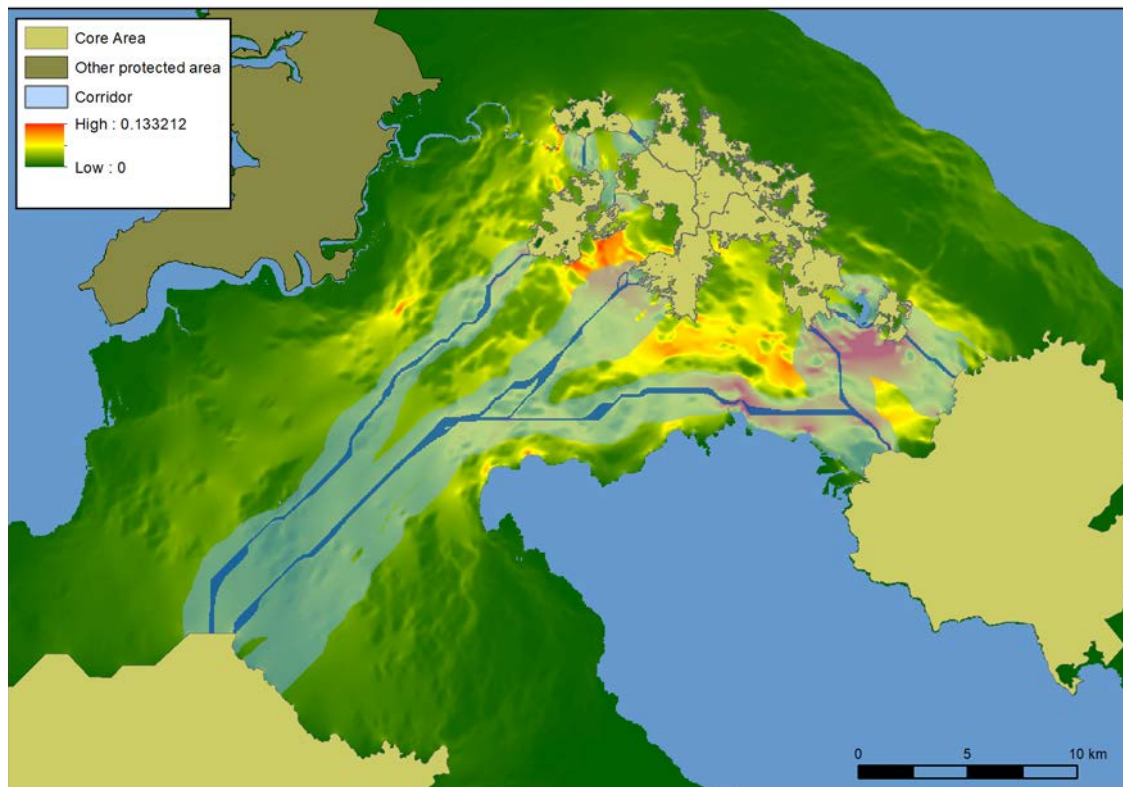 Core Area
Other protected area
Corridor
High : 0.133212
Low : 0
0 5 10 km